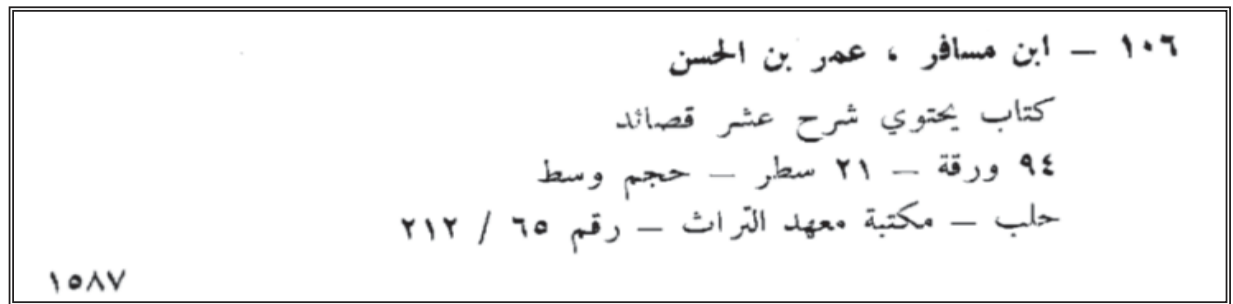 ١٠٦ – ابن مسافر ، عمر بن الحسن
كتاب يحتوي شرح عشر قصائد
٩٤ ورقة – ٢١ سطر – حجم وسط
حلب – مكتبة معهد التراث – رقم ٦٥ / ٢١٢
١٥٨٧